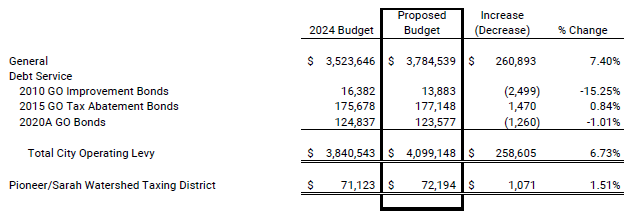 Proposed Increase
2024 Budget Budget (Decrease) % Change
General $ 3,523,646 $ 3,784,539 $ 260,893 7.40%
Debt Service
2010 GO Improvement Bonds 16,382 13,883 (2,499) -15.25%
2015 GO Tax Abatement Bonds 175,678 177,148 1,470 0.84%
2020A GO Bonds 124,837 123,577 (1,260) -1.01%
Total City Operating Levy $ 3,840,543 $ 4,099,148 $ 258,605 6.73%
Pioneer/Sarah Watershed Taxing District $ 71,123 $ 72,194 $ 1,071 1.51%